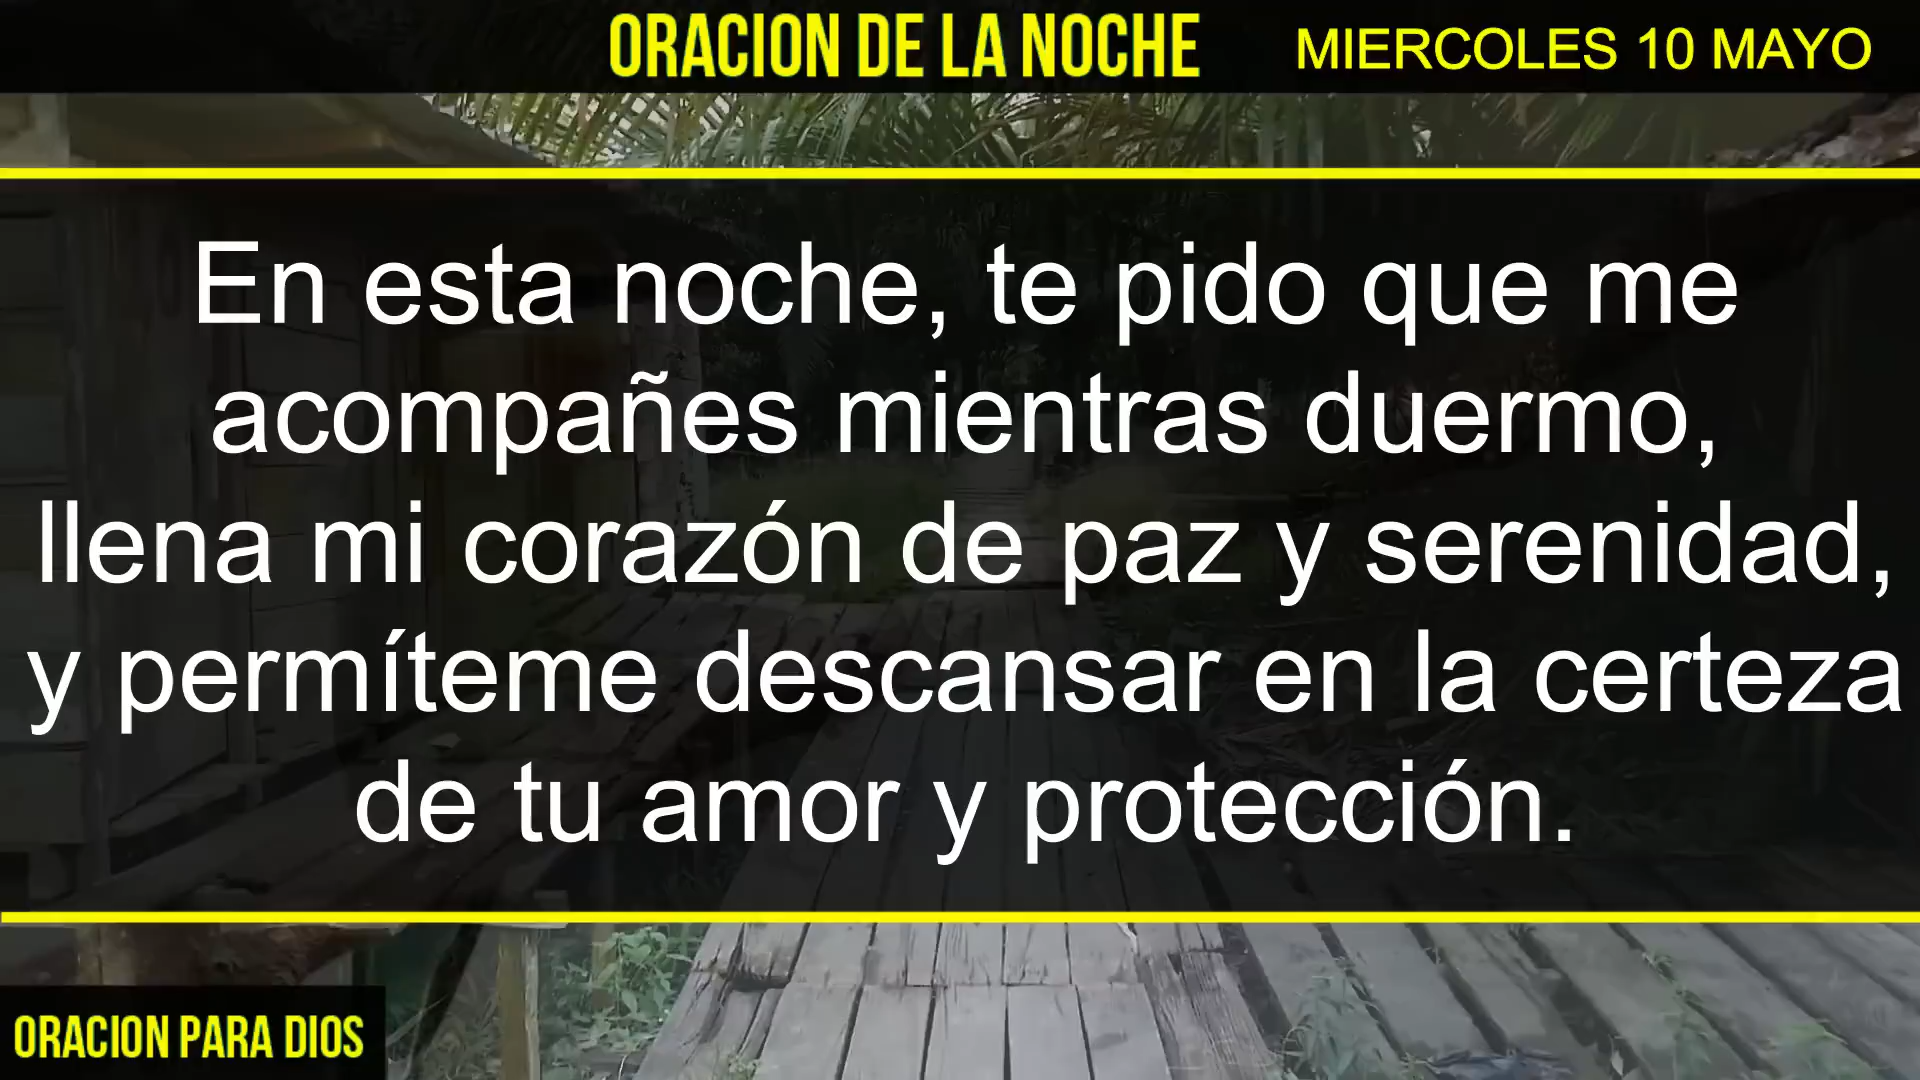 ORACION DE LA NOCHE
MIERCOLES 10 MAYO
En esta noche, te pido que me
acompañes mientras duermo,
llena mi corazón de paz y serenidad,
y permíteme descansar en la certeza
de tu amor y protección.
ORACION PARA DIOS